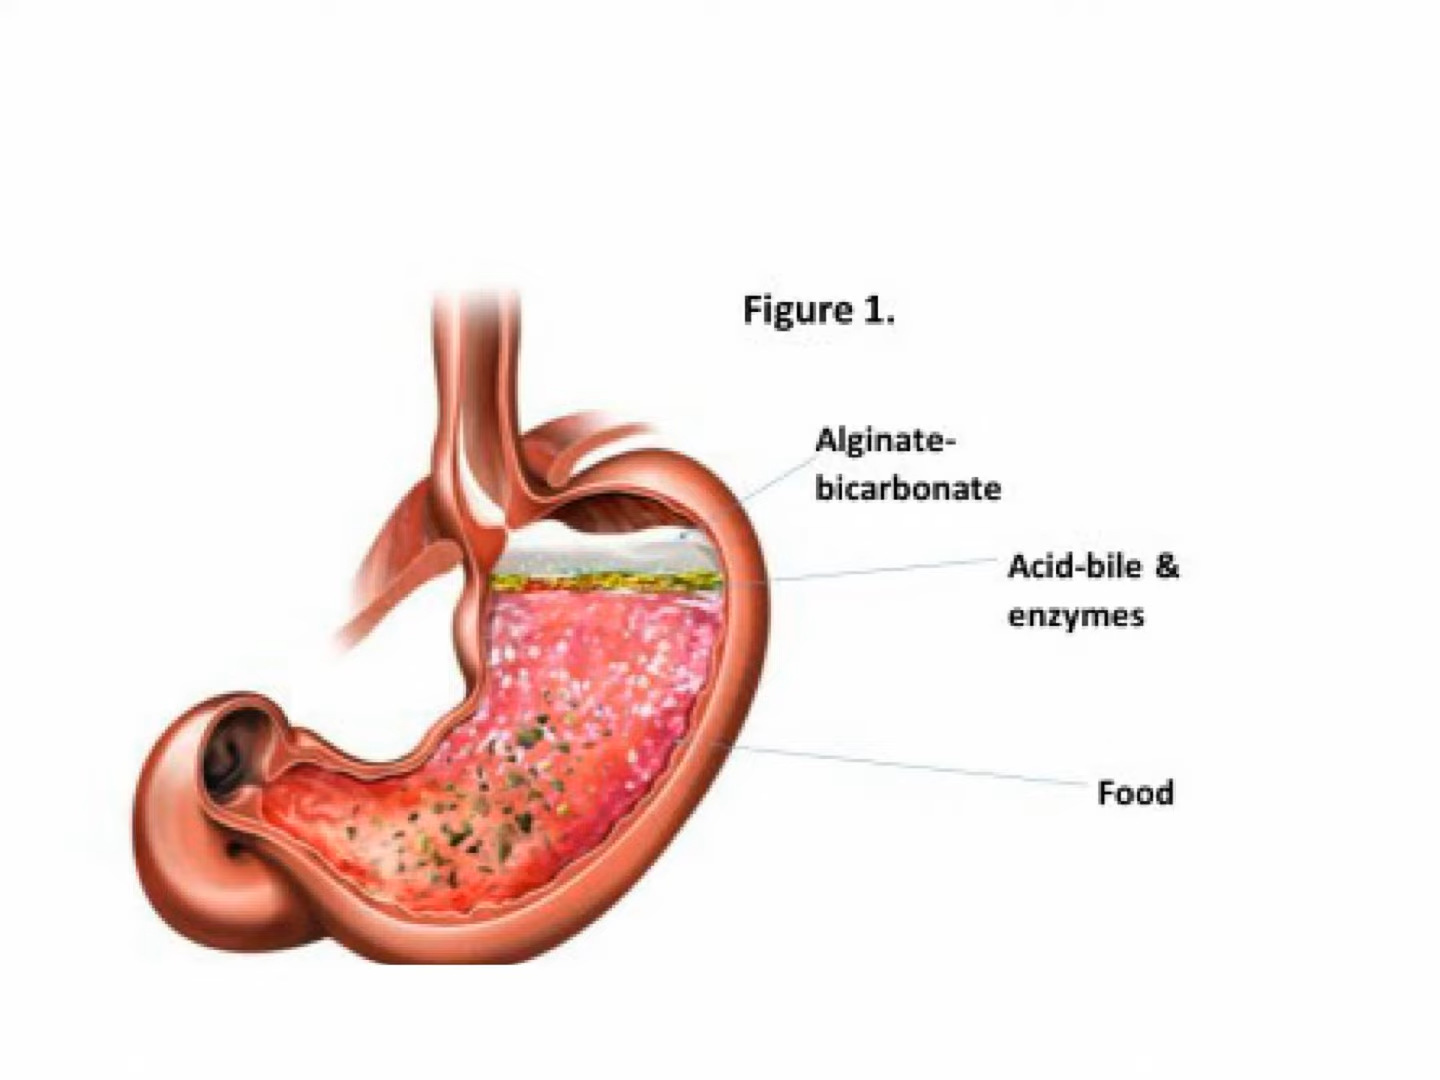 Figure 1.
Alginate-
bicarbonate
Acid-bile &
enzymes
Food